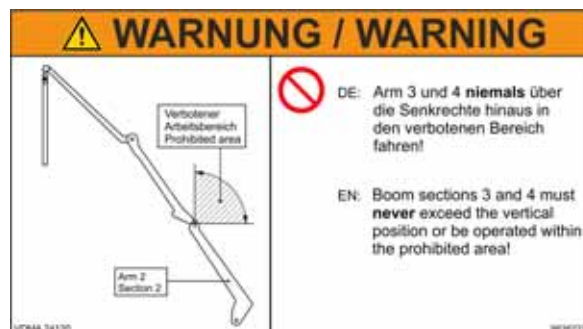 WARNUNG / WARNING
Verbotener
Arbeitsbereich
Prohibited area
Arm 2
Section 2
DE: Arm 3 und 4 niemals über
die Senkrechte hinaus in
den verbotenen Bereich
fahren!
EN: Boom sections 3 and 4 must
never exceed the vertical
position or be operated within
the prohibited area!
VDMA 24120